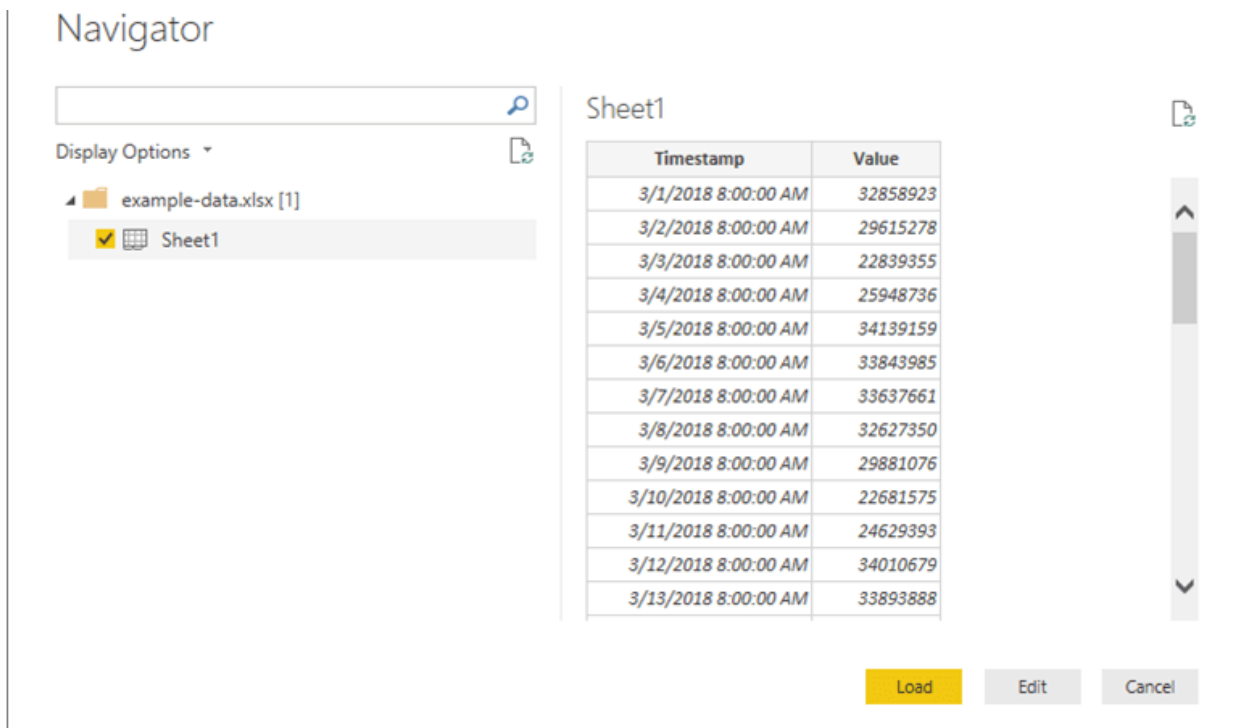 Navigator
Display Options
example-data.xlsx [1]
Sheet1
Sheet1
Timestamp Value
3/1/2018 8:00:00 AM 32858923
3/2/2018 8:00:00 AM 29615278
3/3/2018 8:00:00 AM 22839355
3/4/2018 8:00:00 AM 25948736
3/5/2018 8:00:00 AM 34139159
3/6/2018 8:00:00 AM 33843985
3/7/2018 8:00:00 AM 33637661
3/8/2018 8:00:00 AM 32627350
3/9/2018 8:00:00 AM 29881076
3/10/2018 8:00:00 AM 22681575
3/11/2018 8:00:00 AM 24629393
3/12/2018 8:00:00 AM 34010679
3/13/2018 8:00:00 AM 33893888
Load Edit Cancel